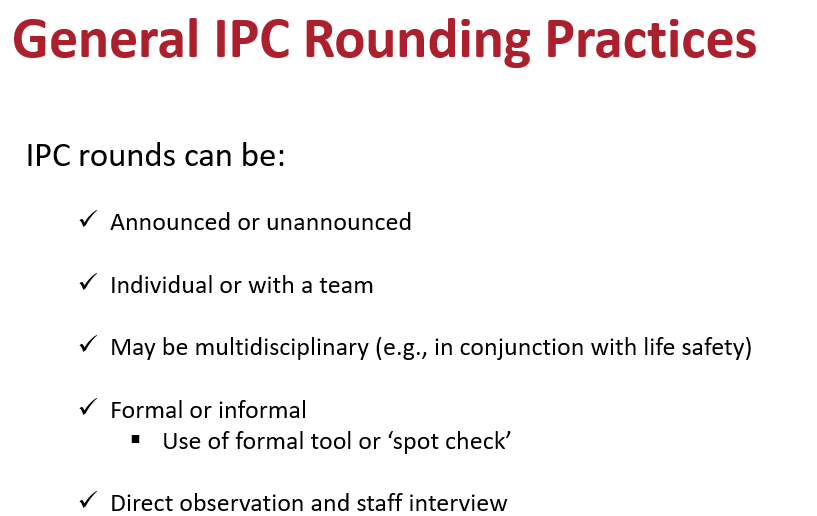 General IPC Rounding Practices
IPC rounds can be:
✓ Announced or unannounced
✓ Individual or with a team
✓ May be multidisciplinary (e.g., in conjunction with life safety)
✓ Formal or informal
▪ Use of formal tool or ‘spot check’
✓ Direct observation and staff interview